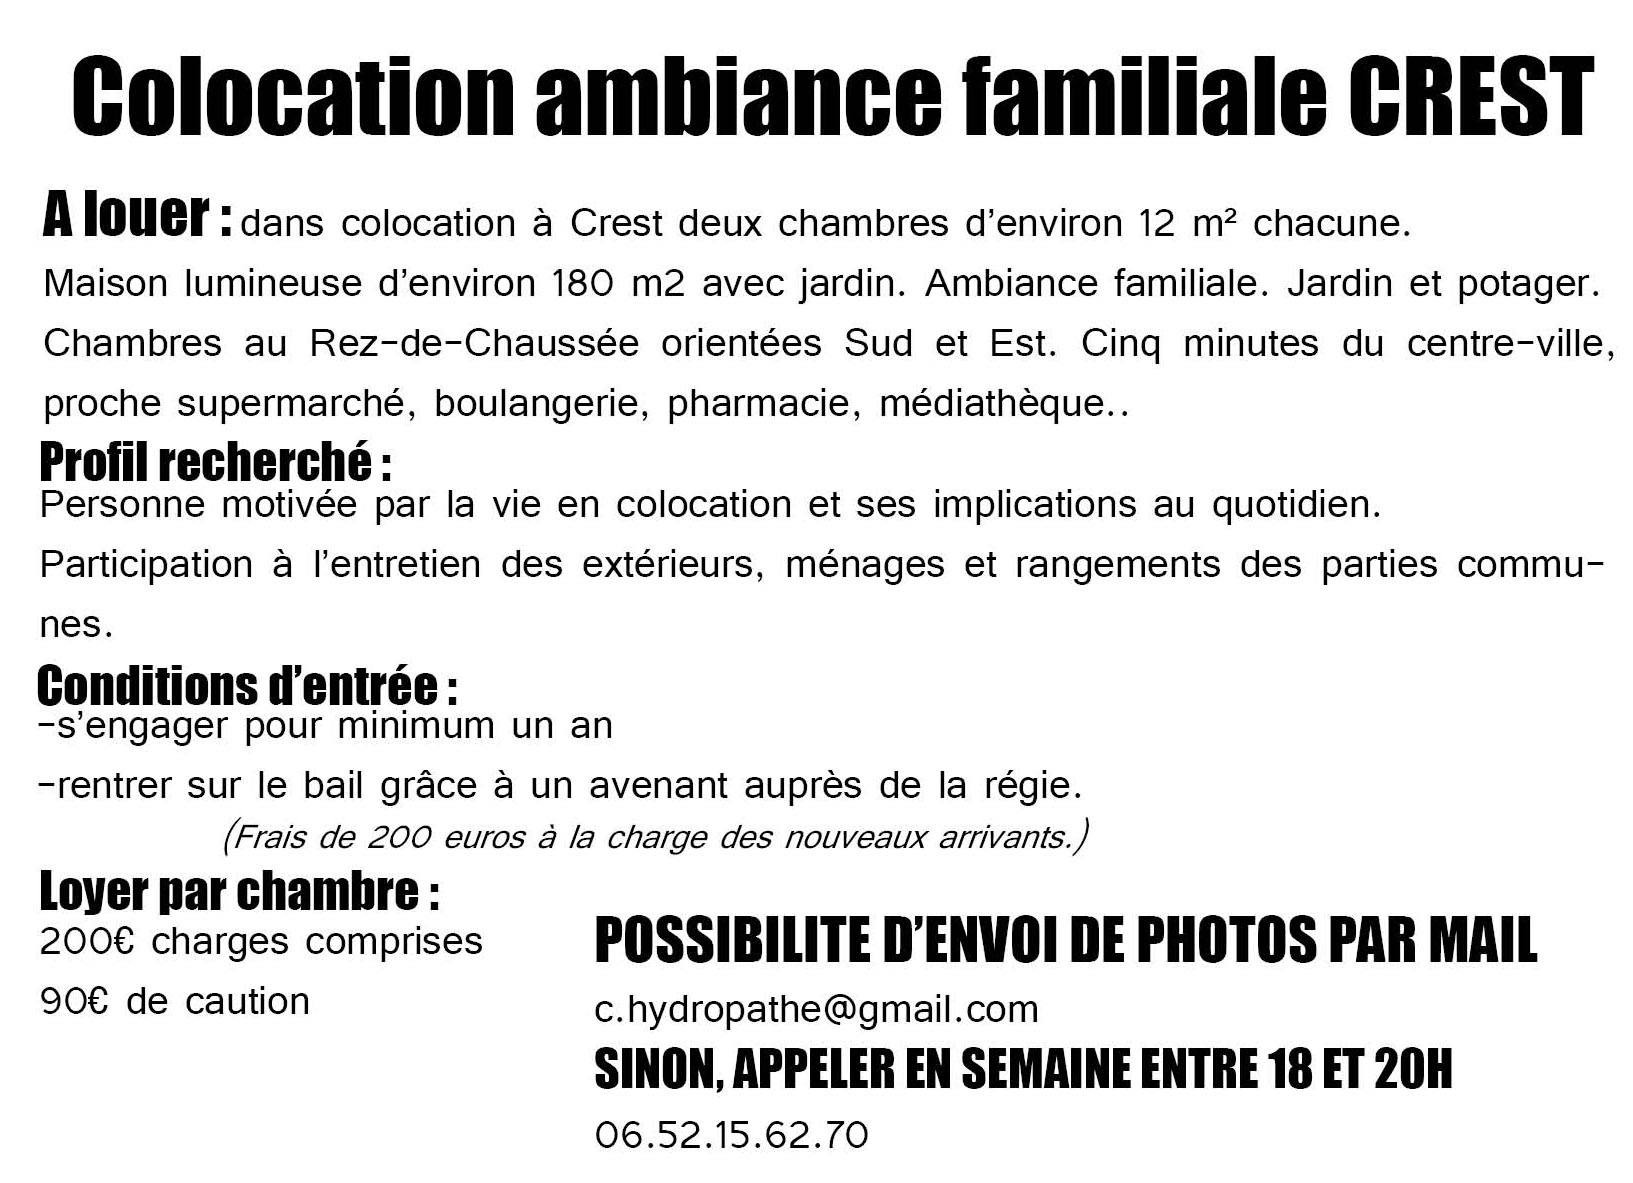 Colocation ambiance familiale CREST
A louer : dans colocation à Crest deux chambres d’environ 12 m² chacune.
Maison lumineuse d’environ 180 m2 avec jardin. Ambiance familiale. Jardin et potager.
Chambres au Rez-de-Chaussée orientées Sud et Est. Cinq minutes du centre-ville,
proche supermarché, boulangerie, pharmacie, médiathèque..
Profil recherché :
Personne motivée par la vie en colocation et ses implications au quotidien.
Participation à l’entretien des extérieurs, ménages et rangements des parties commu-
nes.
Conditions d’entrée :
-s’engager pour minimum un an
-rentrer sur le bail grâce à un avenant auprès de la régie.
(Frais de 200 euros à la charge des nouveaux arrivants.)
Loyer par chambre :
200€ charges comprises
90€ de caution
POSSIBILITE D’ENVOI DE PHOTOS PAR MAIL
c.hydropathe@gmail.com
SINON, APPELER EN SEMAINE ENTRE 18 ET 20H
06.52.15.62.70